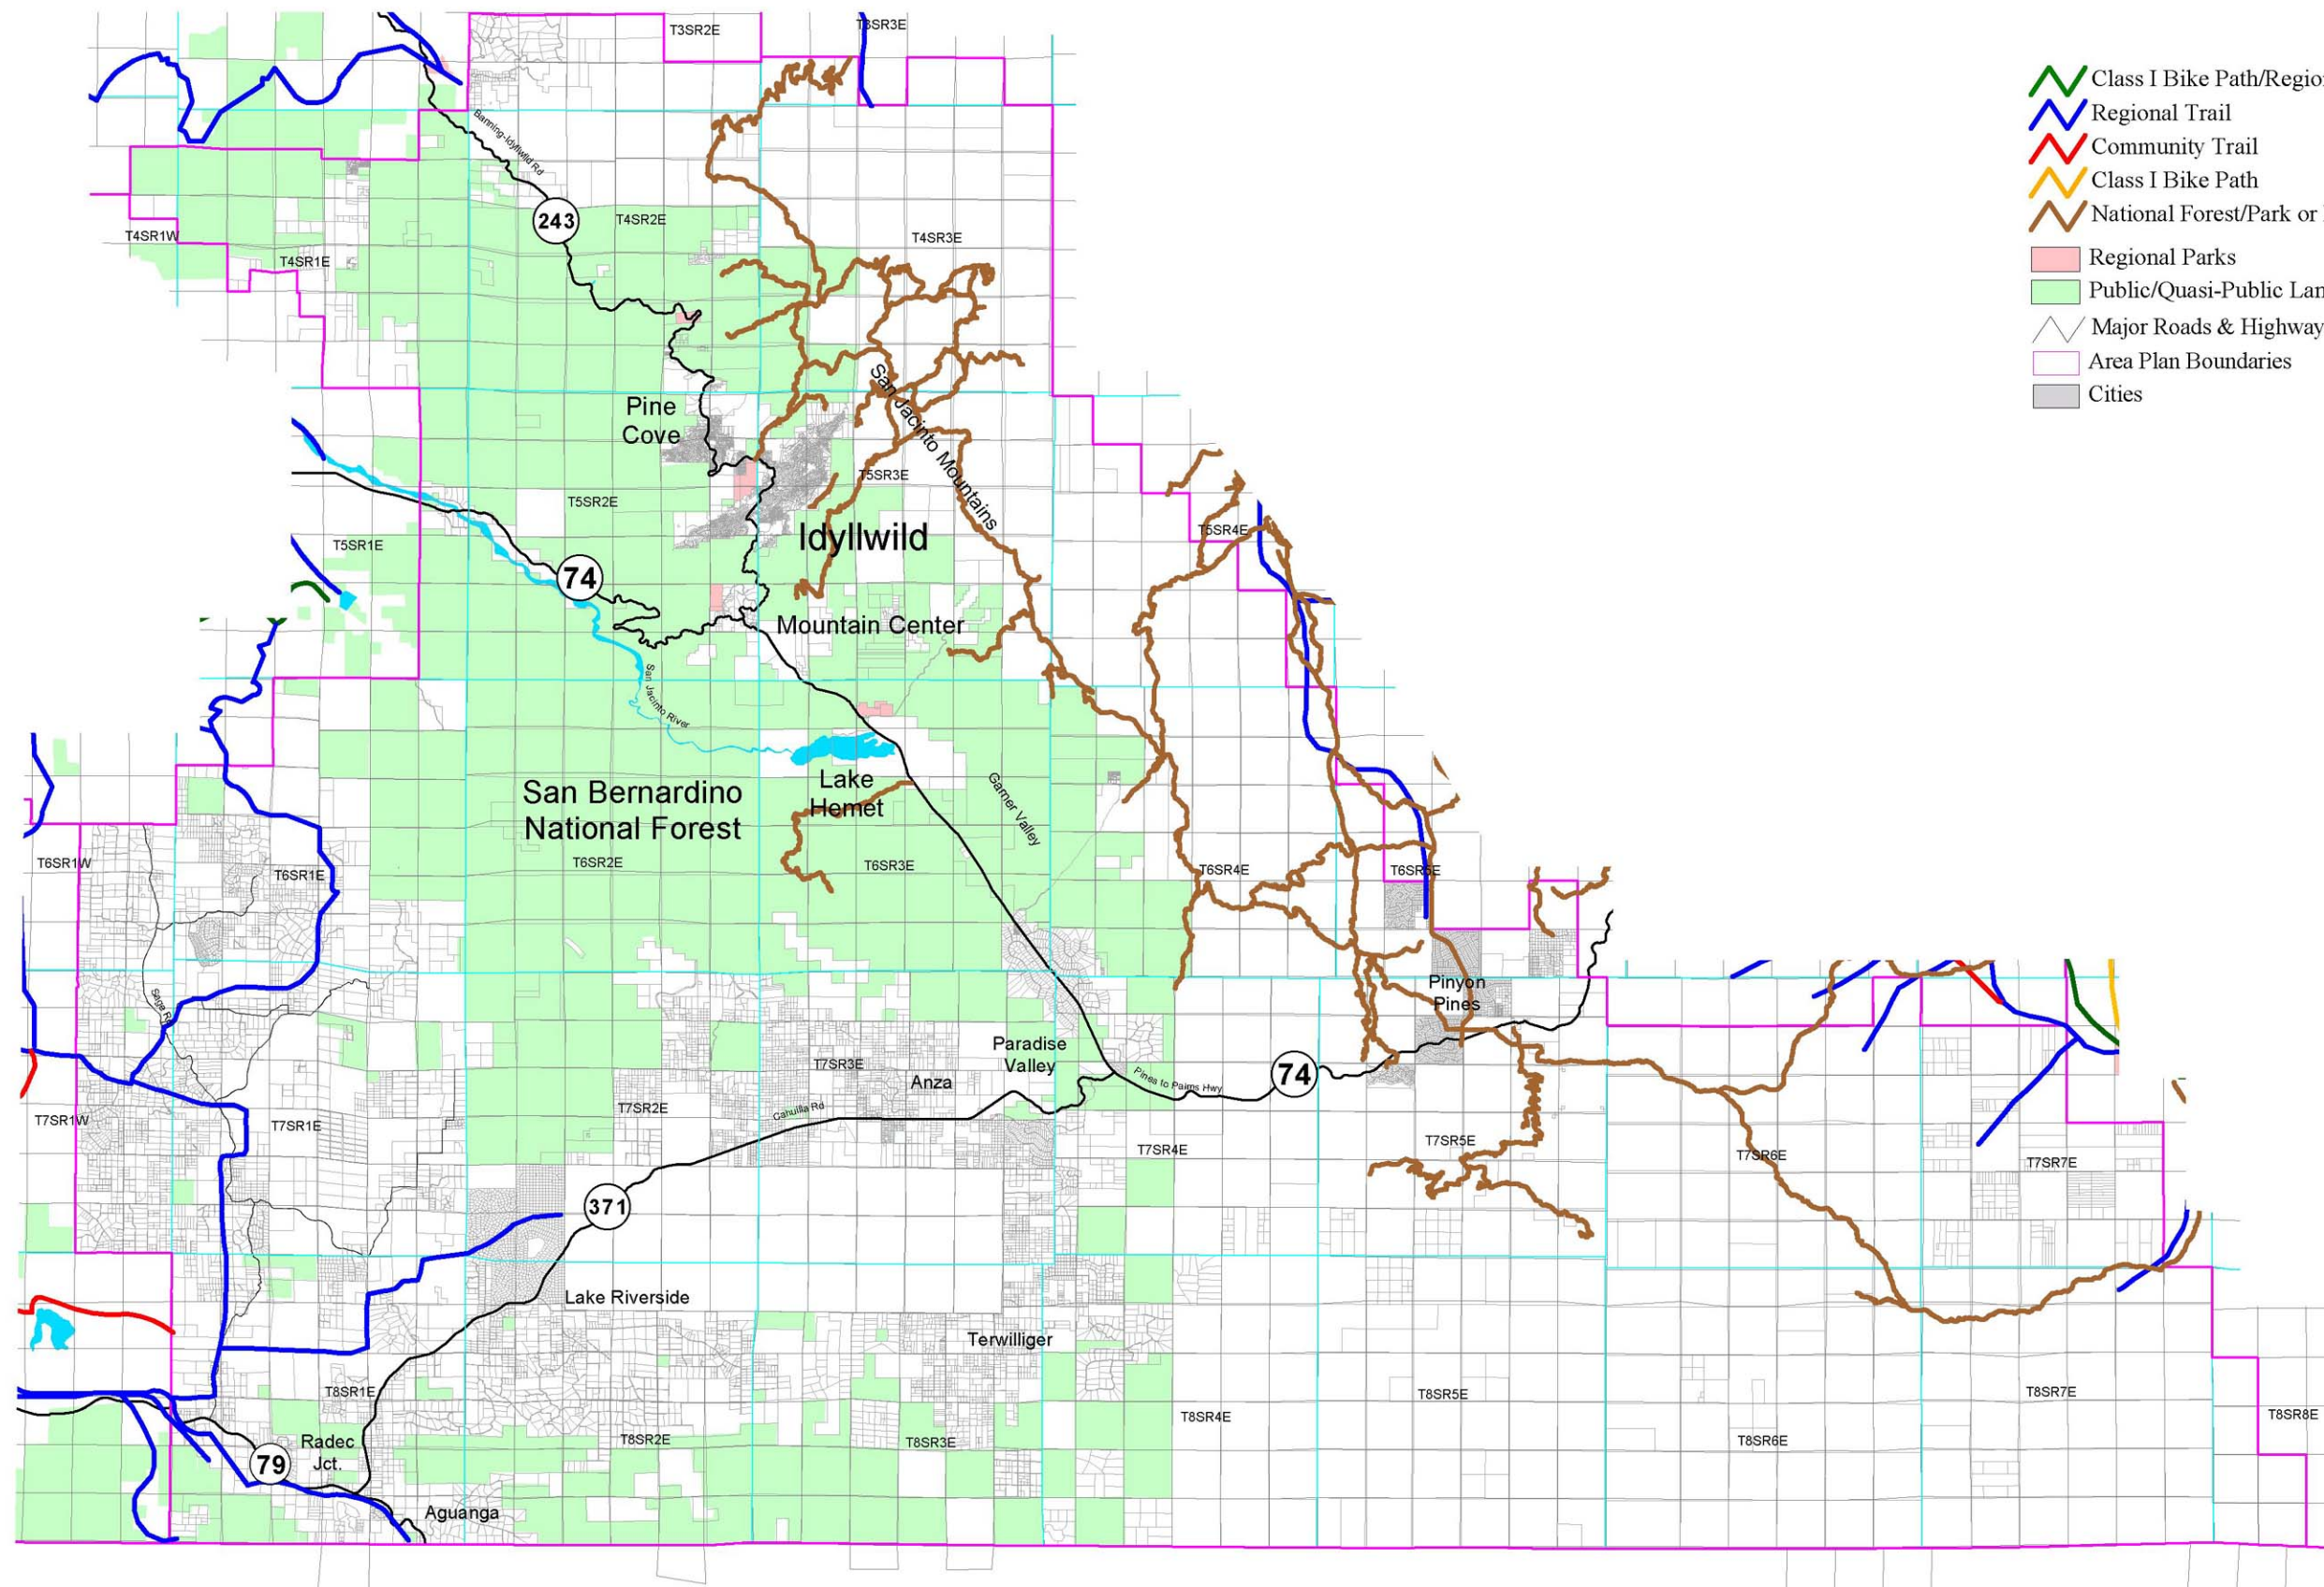 T3SR2E
T3SR3E
Class I Bike Path/Regio
Regional Trail
Community Trail
Class I Bike Path
National Forest/Park or
Regional Parks
Public/Quasi-Public Lan
Major Roads & Highway
Area Plan Boundaries
Cities
Banning-Idyllwild Rd
243
T4SR1W
T4SR1E
T4SR2E
T4SR3E
Pine
Cove
San Jacinto Mountains
T5SR1E
T5SR2E
T5SR3E
T5SR4E
Idyllwild
74
Mountain Center
San Jacinto River
Lake
Hemet
Garner Valley
San Bernardino
National Forest
T6SR1W
T6SR1E
T6SR2E
T6SR3E
T6SR4E
T6SR5E
Pinyon
Pines
Paradise
Valley
Anza
Pines to Palms Hwy
74
Cahuilla Rd
T7SR1W
T7SR1E
T7SR2E
T7SR3E
T7SR4E
T7SR5E
T7SR6E
T7SR7E
371
Lake Riverside
Terwilliger
T8SR1E
T8SR2E
T8SR3E
T8SR4E
T8SR5E
T8SR6E
T8SR7E
T8SR8E
Radec
Jct.
79
Aguanga